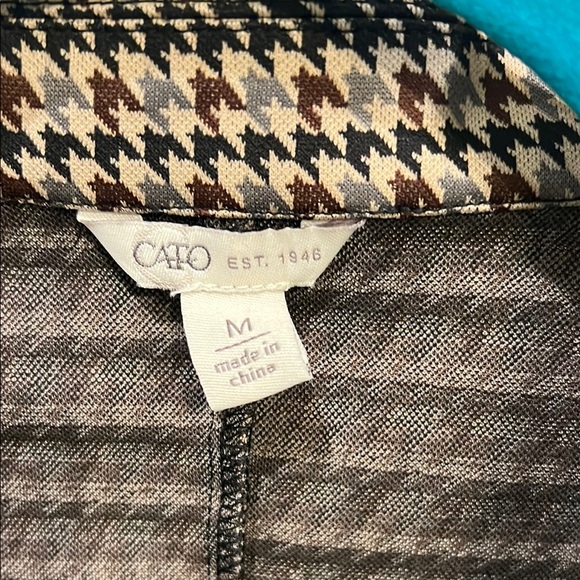 CATO EST. 1946
M
made in
china